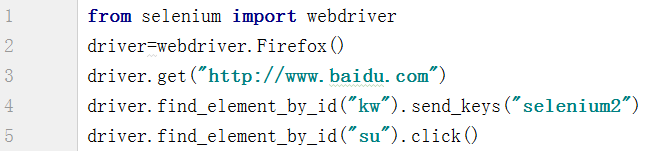 1 from selenium import webdriver
2 driver=webdriver.Firefox()
3 driver.get("http://www.baidu.com")
4 driver.find_element_by_id("kw").send_keys("selenium2")
5 driver.find_element_by_id("su").click()